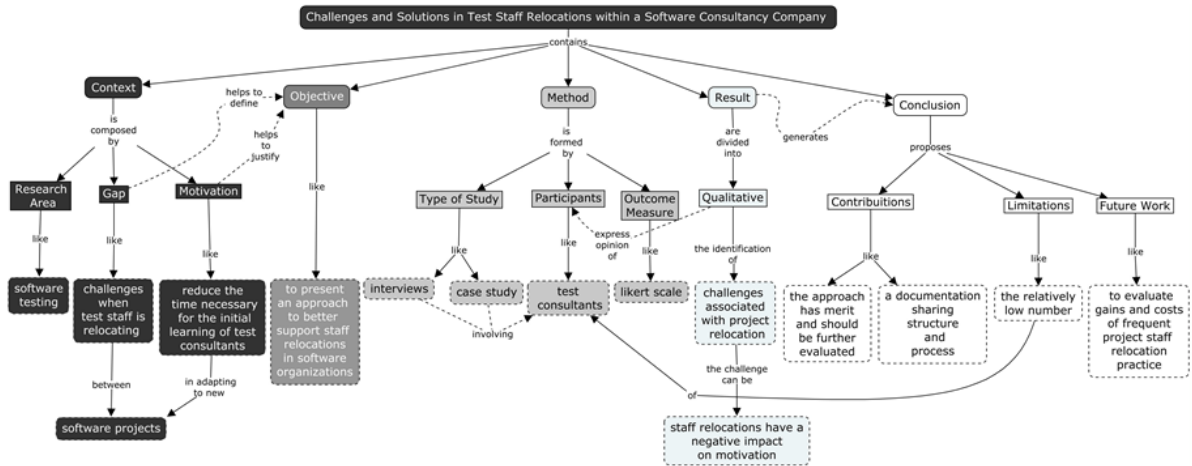 Challenges and Solutions in Test Staff Relocations within a Software Consultancy Company
contains
Context
helps to
define
Objective
Method
Result
Conclusion
is
composed
by
helps
to
justify
is
formed
by
are
divided
into
generates
proposes
Research
Area
Gap
Motivation
like
Type of Study
Participants
Outcome
Measure
Qualitative
Contribuitions
Limitations
Future Work
like
like
like
like
like
express
opinion
of
like
the identification
of
like
like
like
software
testing
challenges
when
test staff is
relocating
reduce the
time necessary
for the initial
learning of test
consultants
to present
an approach
to better
support staff
relocations
in software
organizations
interviews
case study
test
consultants
likert scale
challenges
associated
with project
relocation
the approach
has merit
and should
be further
evaluated
a documentation
sharing
structure
and
process
the relatively
low number
to evaluate
gains and costs
of frequent
project staff
relocation
practice
involving
between
in adapting
to new
the challenge
can be
of
software projects
staff relocations have a
negative impact
on motivation